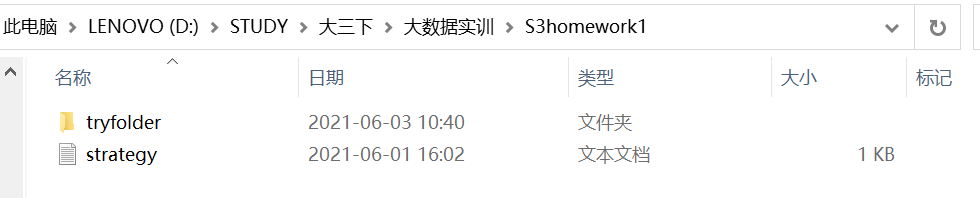 此电脑 > LENOVO (D:) > STUDY > 大三下 > 大数据实训 > S3homework1
名称 日期 类型 大小 标记
tryfolder 2021-06-03 10:40 文件夹
strategy 2021-06-01 16:02 文本文档 1 KB